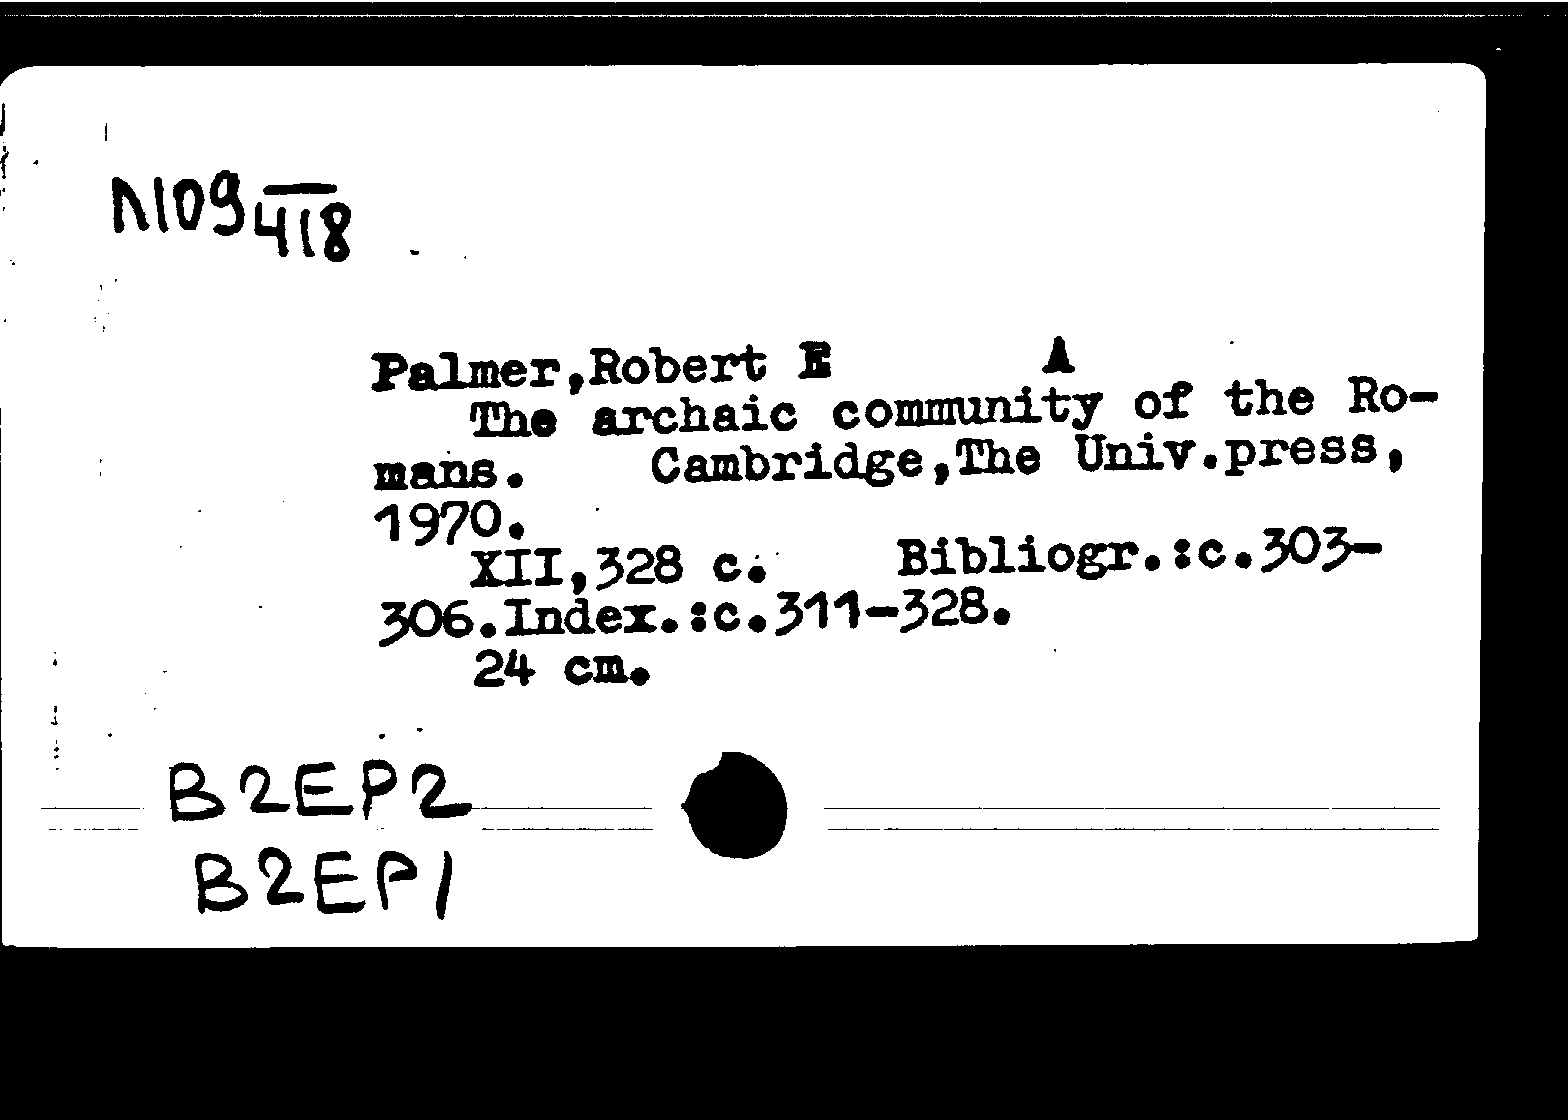 Л109
418
Palmer,Robert E A
The archaic community of the Ro-
mans. Cambridge,The Univ.press,
1970.
XII,328 c. Bibliogr.:c.303-
306.Index.:c.311-328.
24 cm.
B2EP2
B2EP1